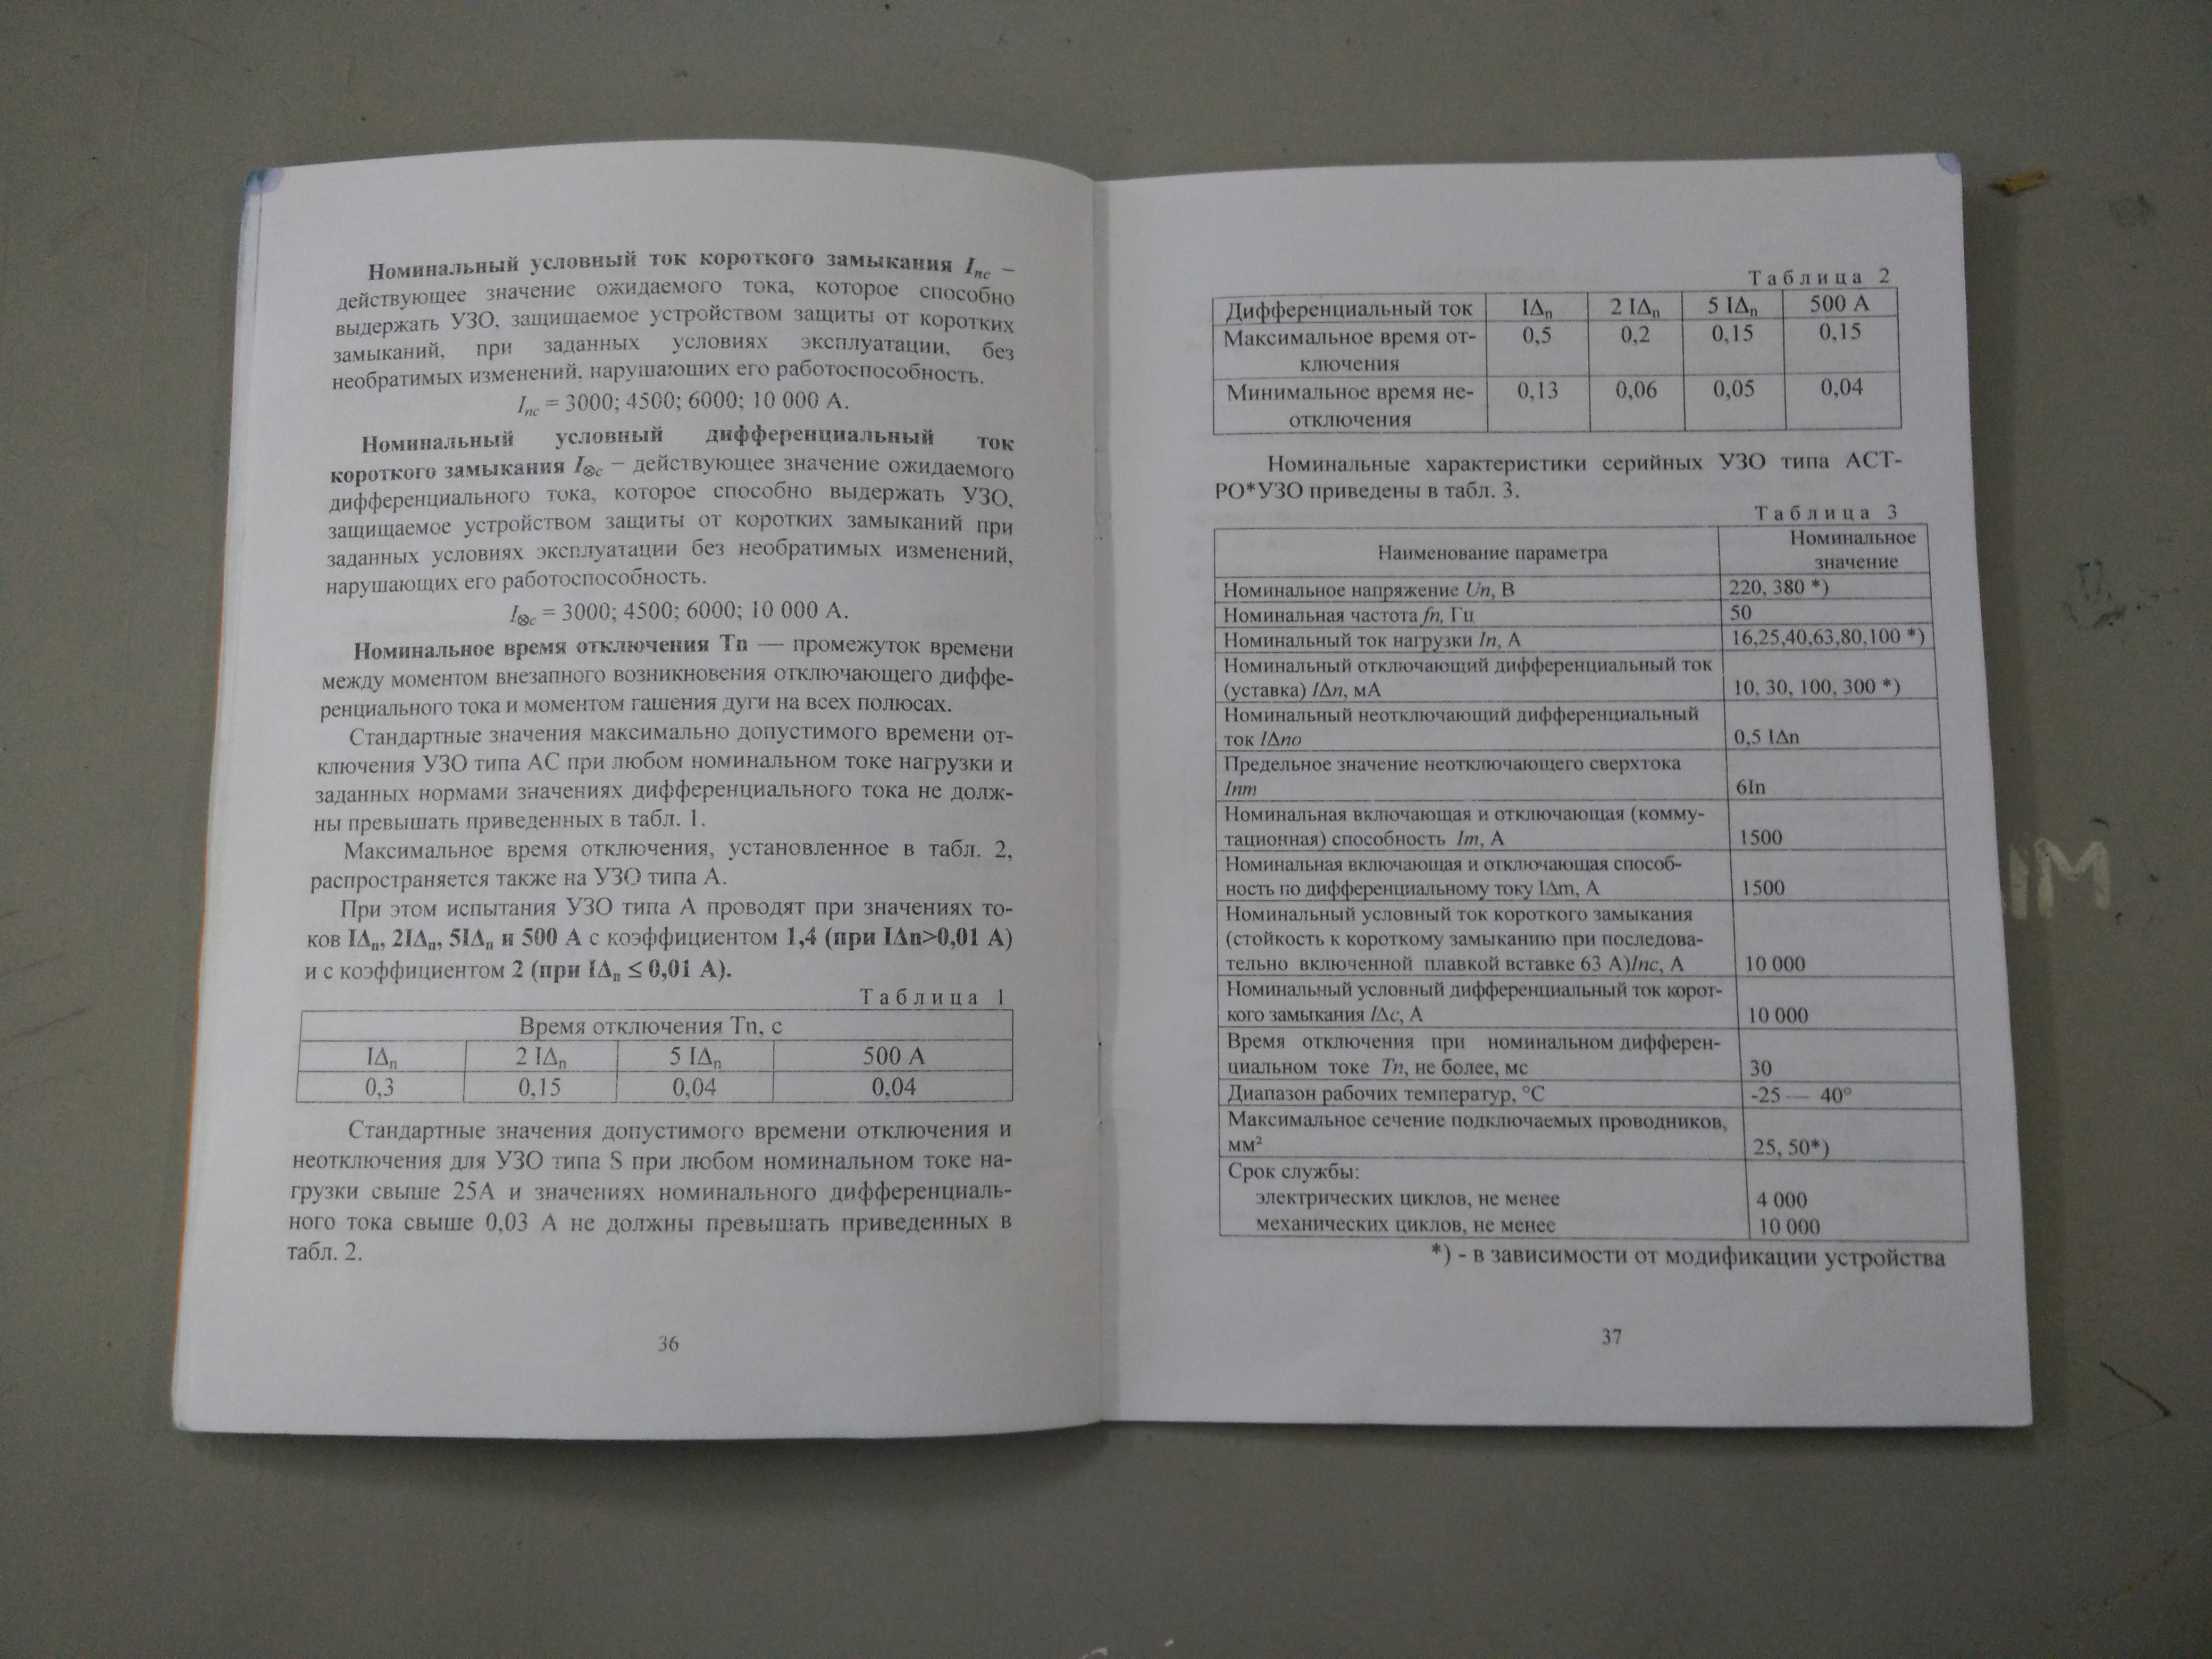 Номинальный условный ток короткого замыкания Iпс –
действующее значение ожидаемого тока, которое способно
выдержать УЗО, защищаемое устройством защиты от коротких
замыканий, при заданных условиях эксплуатации, без
необратимых изменений, нарушающих его работоспособность.
Iпс = 3000; 4500; 6000; 10 000 А.
Номинальный условный дифференциальный ток
короткого замыкания I⊗с – действующее значение ожидаемого
дифференциального тока, которое способно выдержать УЗО,
защищаемое устройством защиты от коротких замыканий при
заданных условиях эксплуатации без необратимых изменений,
нарушающих его работоспособность.
I⊗с = 3000; 4500; 6000; 10 000 А.
Номинальное время отключения Тп — промежуток времени
между моментом внезапного возникновения отключающего диффе-
ренциального тока и моментом гашения дуги на всех полюсах.
Стандартные значения максимально допустимого времени от-
ключения УЗО типа АС при любом номинальном токе нагрузки и
заданных нормами значениях дифференциального тока не долж-
ны превышать приведенных в табл. 1.
Максимальное время отключения, установленное в табл. 2,
распространяется также на УЗО типа А.
При этом испытания УЗО типа А проводят при значениях то-
ков IΔп, 2IΔп, 5IΔп и 500 А с коэффициентом 1,4 (при IΔп>0,01 А)
и с коэффициентом 2 (при IΔп ≤ 0,01 А).
Таблица 1
Время отключения Тп, с
IΔп 2 IΔп 5 IΔп 500 А
0,3 0,15 0,04 0,04
Стандартные значения допустимого времени отключения и
неотключения для УЗО типа S при любом номинальном токе на-
грузки свыше 25А и значениях номинального дифференциаль-
ного тока свыше 0,03 А не должны превышать приведенных в
табл. 2.
36
Таблица 2
Дифференциальный ток IΔп 2 IΔп 5 IΔп 500 А
Максимальное время от- 0,5 0,2 0,15 0,15
ключения
Минимальное время не- 0,13 0,06 0,05 0,04
отключения
Номинальные характеристики серийных УЗО типа АСТ-
РО*УЗО приведены в табл. 3.
Таблица 3
Номинальное
Наименование параметра
значение
Номинальное напряжение Un, В 220, 380 *)
Номинальная частота fn, Гц 50
Номинальный ток нагрузки In, А 16,25,40,63,80,100 *)
Номинальный отключающий дифференциальный ток
(уставка) IΔn, мА 10, 30, 100, 300 *)
Номинальный неотключающий дифференциальный
ток IΔno 0,5 IΔn
Предельное значение неотключающего сверхтока
Inm 6In
Номинальная включающая и отключающая (комму-
тационная) способность Im, А 1500
Номинальная включающая и отключающая способ-
ность по дифференциальному току IΔm, А 1500
Номинальный условный ток короткого замыкания
(стойкость к короткому замыканию при последова-
тельно включенной плавкой вставке 63 А)Inc, А 10 000
Номинальный условный дифференциальный ток корот-
кого замыкания IΔc, А 10 000
Время отключения при номинальном дифферен-
циальном токе Тп, не более, мс 30
Диапазон рабочих температур, °С -25 — 40°
Максимальное сечение подключаемых проводников,
мм² 25, 50*)
Срок службы:
электрических циклов, не менее 4 000
механических циклов, не менее 10 000
*) - в зависимости от модификации устройства
37